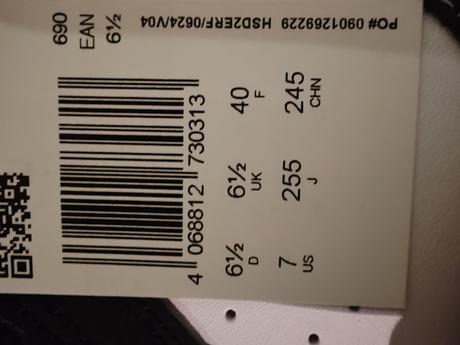 690
EAN
6½
4 068812 730313
6½ 6½ 40
D UK F
7 255 245
US J CHN
PO# 0901269229 HSD2ERF/0624/V04